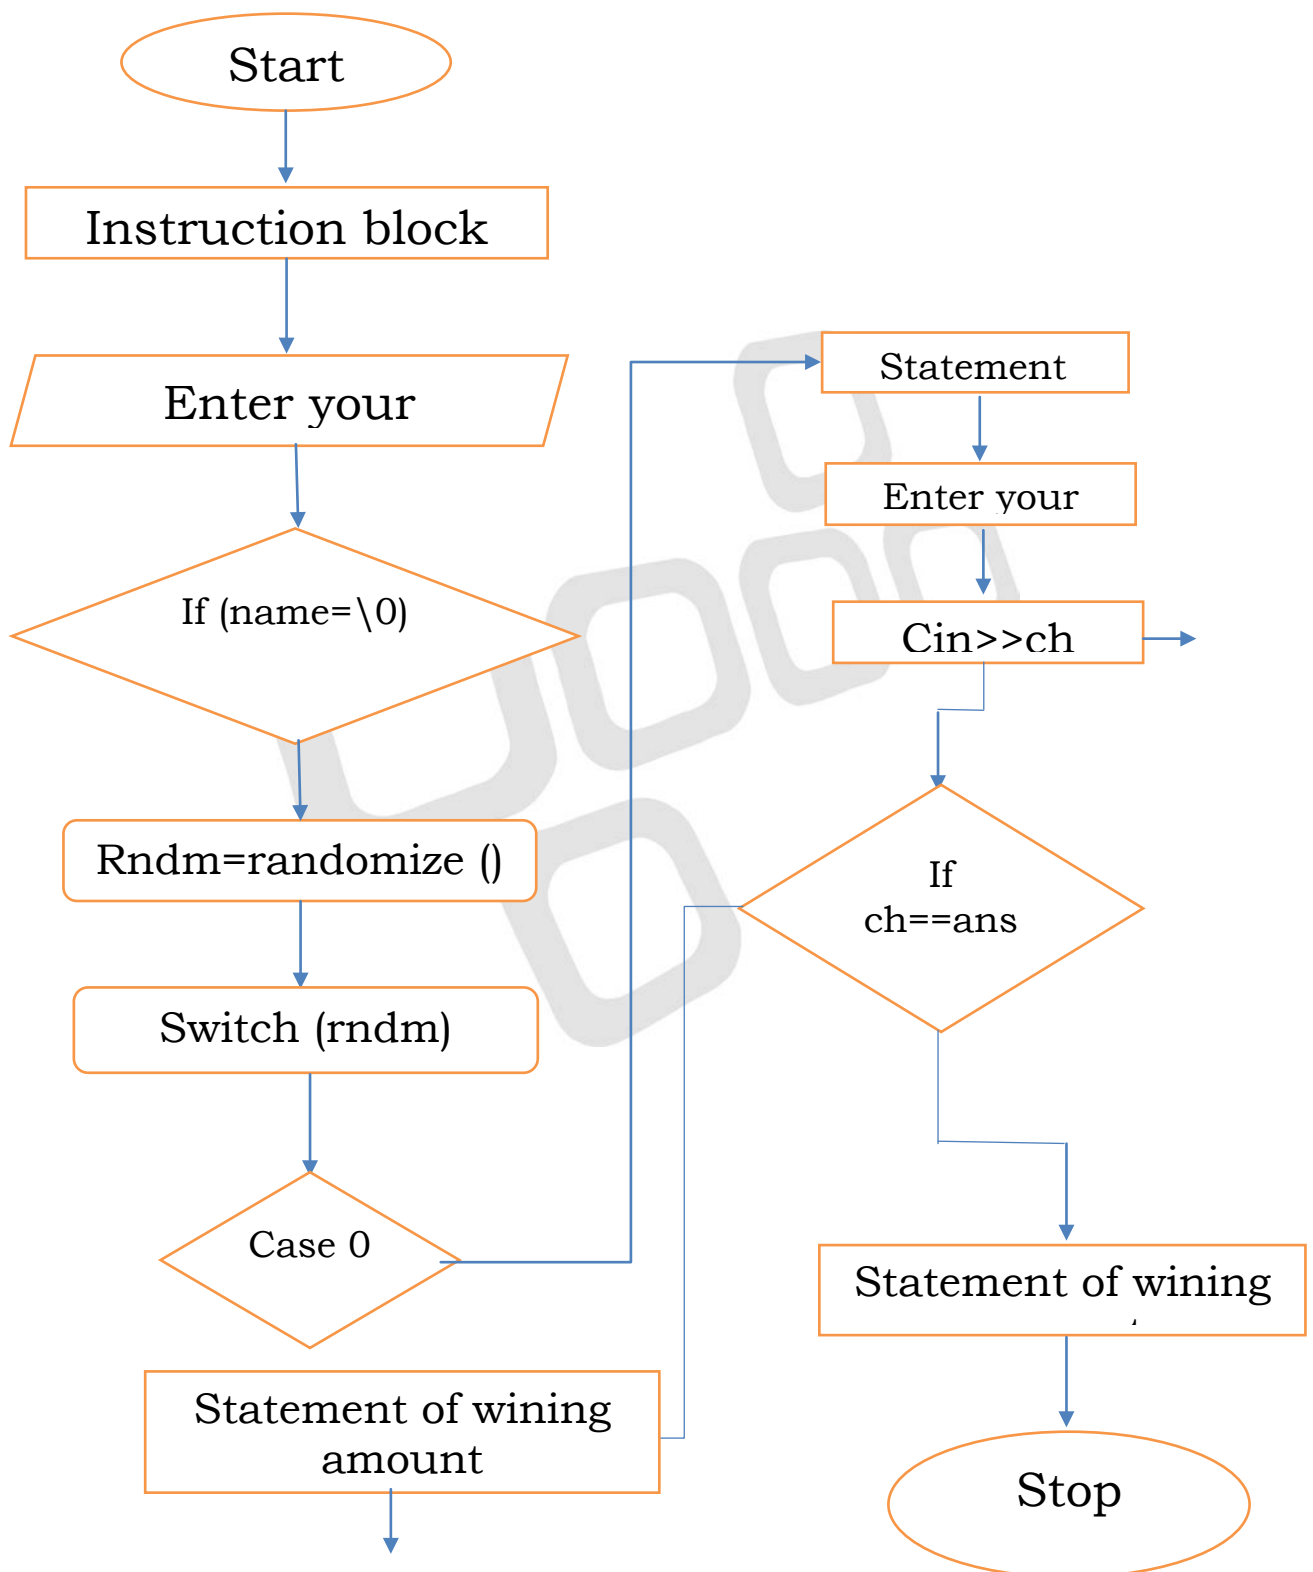 Start
Instruction block
Enter your
If (name=\0)
Rndm=randomize ()
Switch (rndm)
Case 0
Statement of wining
amount
Statement
Enter your
Cin>>ch
If
ch==ans
Statement of wining
Stop